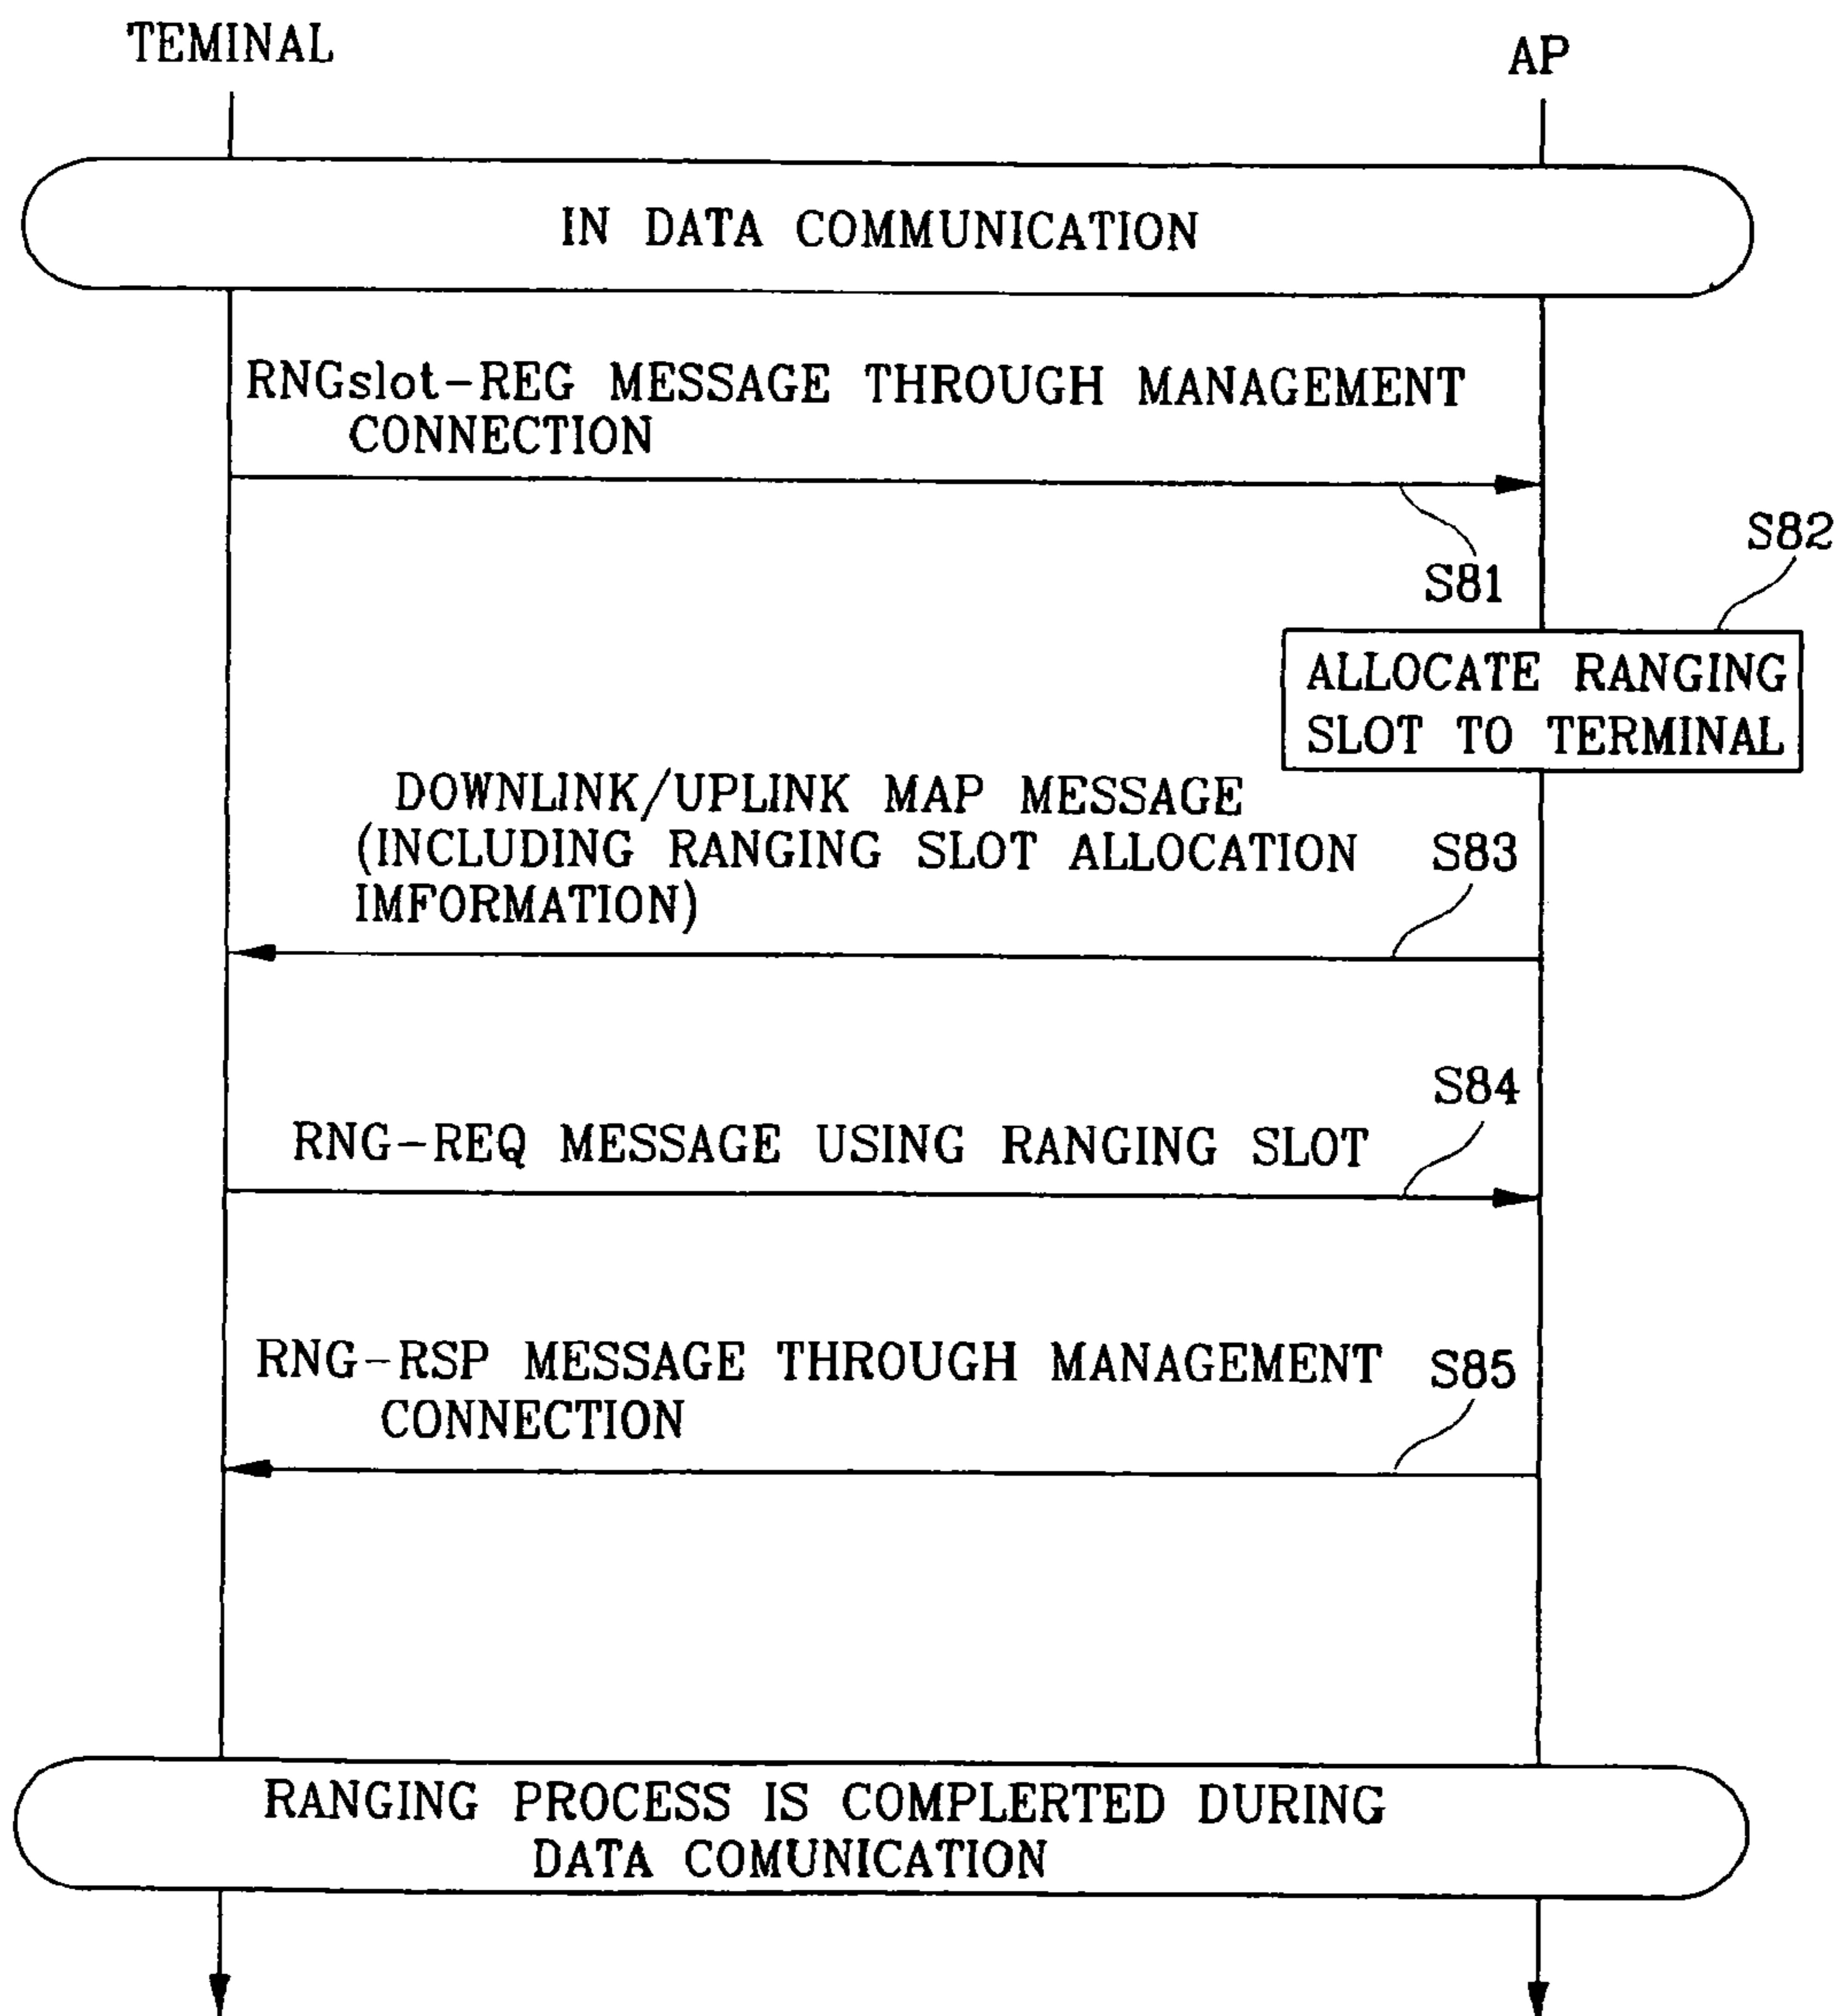 TEMINAL
AP
IN DATA COMMUNICATION
RNGslot-REG MESSAGE THROUGH MANAGEMENT
CONNECTION
S81
S82
ALLOCATE RANGING
SLOT TO TERMINAL
DOWNLINK/UPLINK MAP MESSAGE
(INCLUDING RANGING SLOT ALLOCATION
IMFORMATION)
S83
S84
RNG-REQ MESSAGE USING RANGING SLOT
RNG-RSP MESSAGE THROUGH MANAGEMENT
CONNECTION
S85
RANGING PROCESS IS COMPLERTED DURING
DATA COMUNICATION